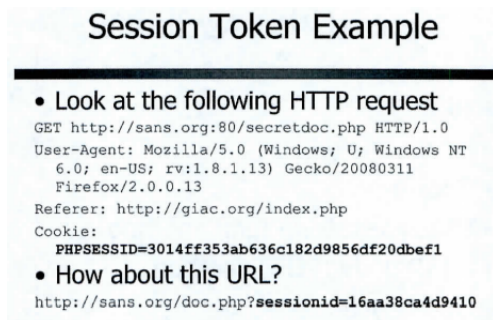 Session Token Example
• Look at the following HTTP request
GET http://sans.org:80/secretdoc.php HTTP/1.0
User-Agent: Mozilla/5.0 (Windows; U; Windows NT
6.0; en-US; rv:1.8.1.13) Gecko/20080311
Firefox/2.0.0.13
Referer: http://giac.org/index.php
Cookie:
PHPSESSID=3014ff353ab636c182d9856df20dbef1
• How about this URL?
http://sans.org/doc.php?sessionid=16aa38ca4d9410